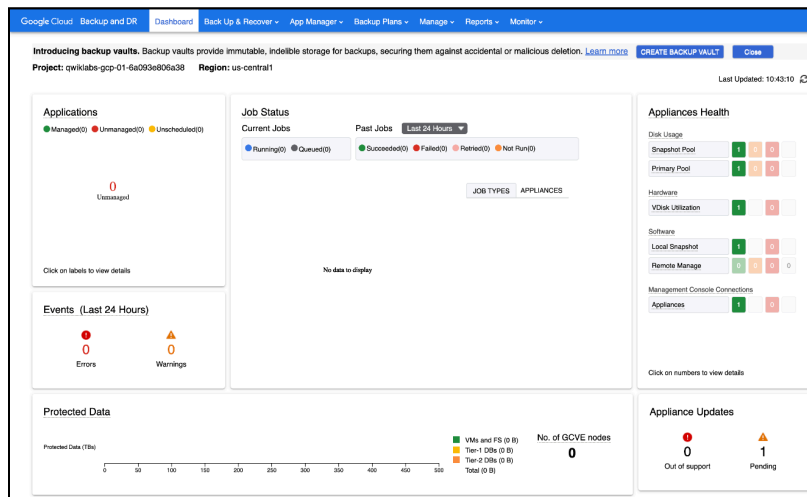 Google Cloud Backup and DR Dashboard Back Up & Recover App Manager Backup Plans Manage Reports Monitor
Introducing backup vaults. Backup vaults provide immutable, indelible storage for backups, securing them against accidental or malicious deletion. Learn more CREATE BACKUP VAULT Close
Project: qwiklabs-gcp-01-6a093e806a38 Region: us-central1
Last Updated: 10:43:10
Applications
Managed(0) Unmanaged(0) Unscheduled(0)
0
Unmanaged
Click on labels to view details
Events (Last 24 Hours)
0 0
Errors Warnings
Job Status
Current Jobs Past Jobs Last 24 Hours
Running(0) Queued(0) Succeeded(0) Failed(0) Retried(0) Not Run(0)
JOB TYPES APPLIANCES
No data to display
Appliances Health
Disk Usage
Snapshot Pool 1 0 0
Primary Pool 1 0 0
Hardware
VDisk Utilization 1 0
Software
Local Snapshot 1 0
Remote Manage 0 0 0 0
Management Console Connections
Appliances 1 0
Click on numbers to view details
Protected Data
Protected Data (TBs)
0 50 100 150 200 250 300 350 400 450 500
VMs and FS (0 B)
Tier-1 DBs (0 B)
Tier-2 DBs (0 B)
Total (0 B)
No. of GCVE nodes
0
Appliance Updates
0 1
Out of support Pending